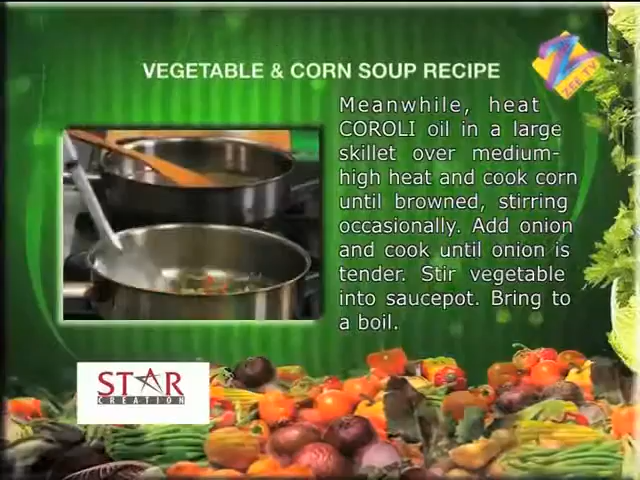 VEGETABLE & CORN SOUP RECIPE
Z
ZEE TV
Meanwhile, heat
COROLI oil in a large
skillet over medium-
high heat and cook corn
until browned, stirring
occasionally. Add onion
and cook until onion is
tender. Stir vegetable
into saucepot. Bring to
a boil.
STAR
CREATION